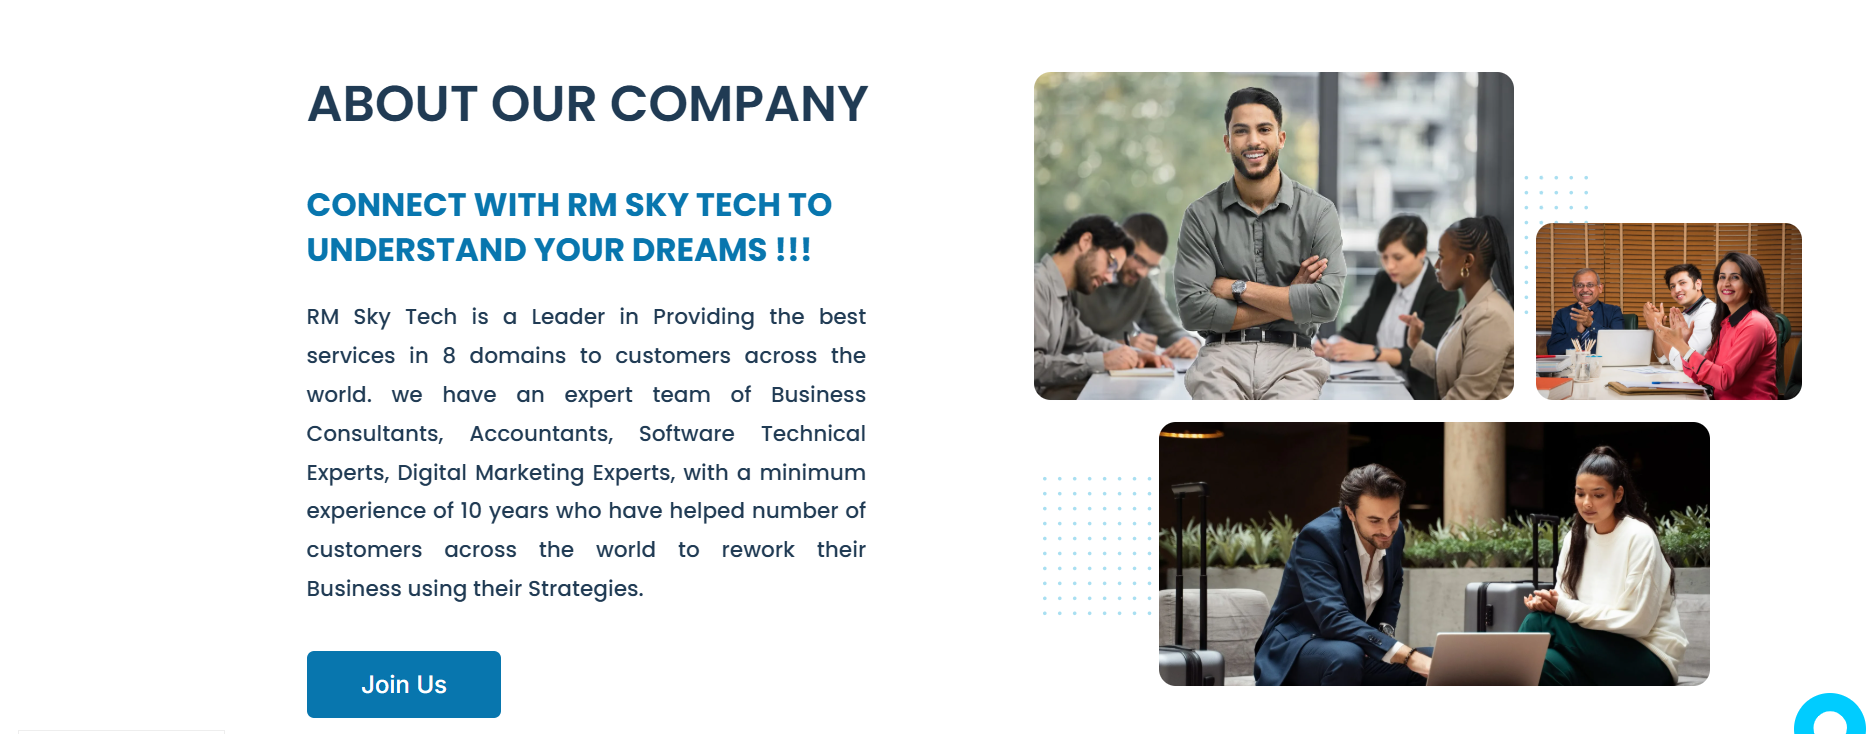 ABOUT OUR COMPANY
CONNECT WITH RM SKY TECH TO
UNDERSTAND YOUR DREAMS !!!
RM Sky Tech is a Leader in Providing the best
services in 8 domains to customers across the
world. we have an expert team of Business
Consultants, Accountants, Software Technical
Experts, Digital Marketing Experts, with a minimum
experience of 10 years who have helped number of
customers across the world to rework their
Business using their Strategies.
Join Us